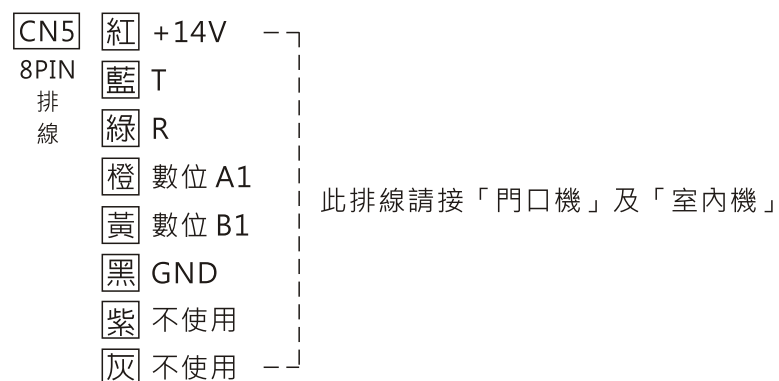 CN5 紅 +14V
8PIN 藍 T
排
線 綠 R
橙 數位 A1
此排線請接「門口機」及「室內機」
黃 數位 B1
黑 GND
紫 不使用
灰 不使用